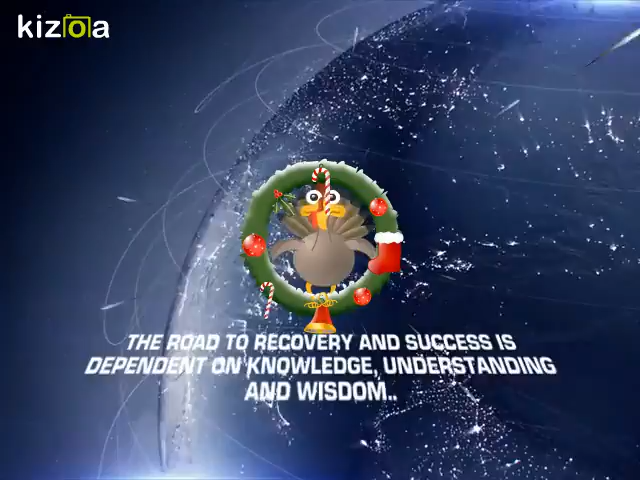 kizoa
THE ROAD TO RECOVERY AND SUCCESS IS
DEPENDENT ON KNOWLEDGE, UNDERSTANDING
AND WISDOM..